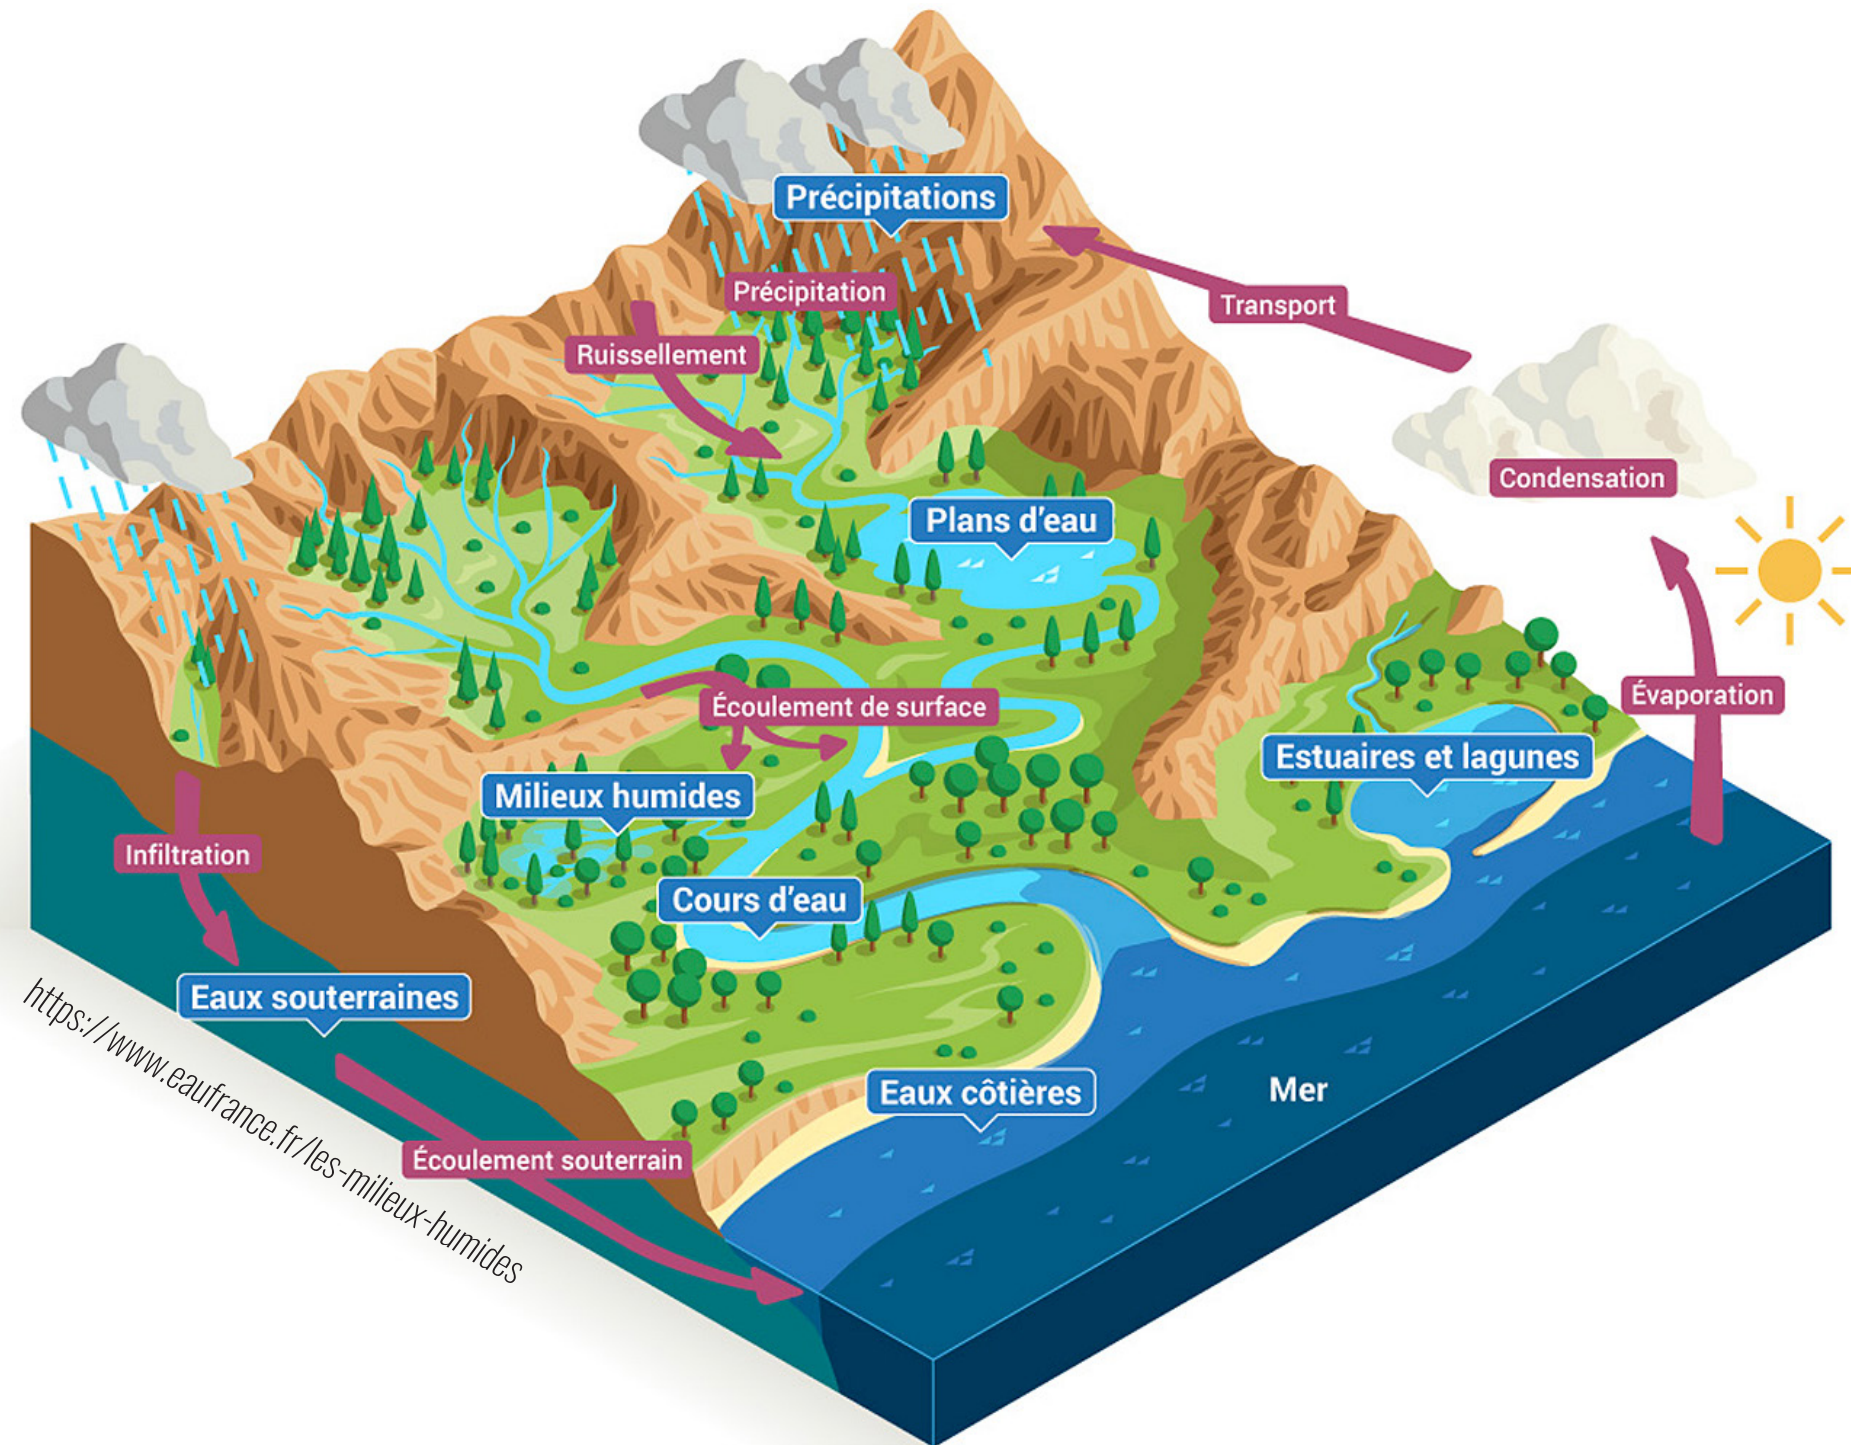 Précipitations
Précipitation
Transport
Ruissellement
Condensation
Plans d'eau
Évaporation
Écoulement de surface
Estuaires et lagunes
Milieux humides
Infiltration
Cours d'eau
Eaux souterraines
Eaux côtières
Mer
Écoulement souterrain
https://www.eaufrance.fr/les-milieux-humides